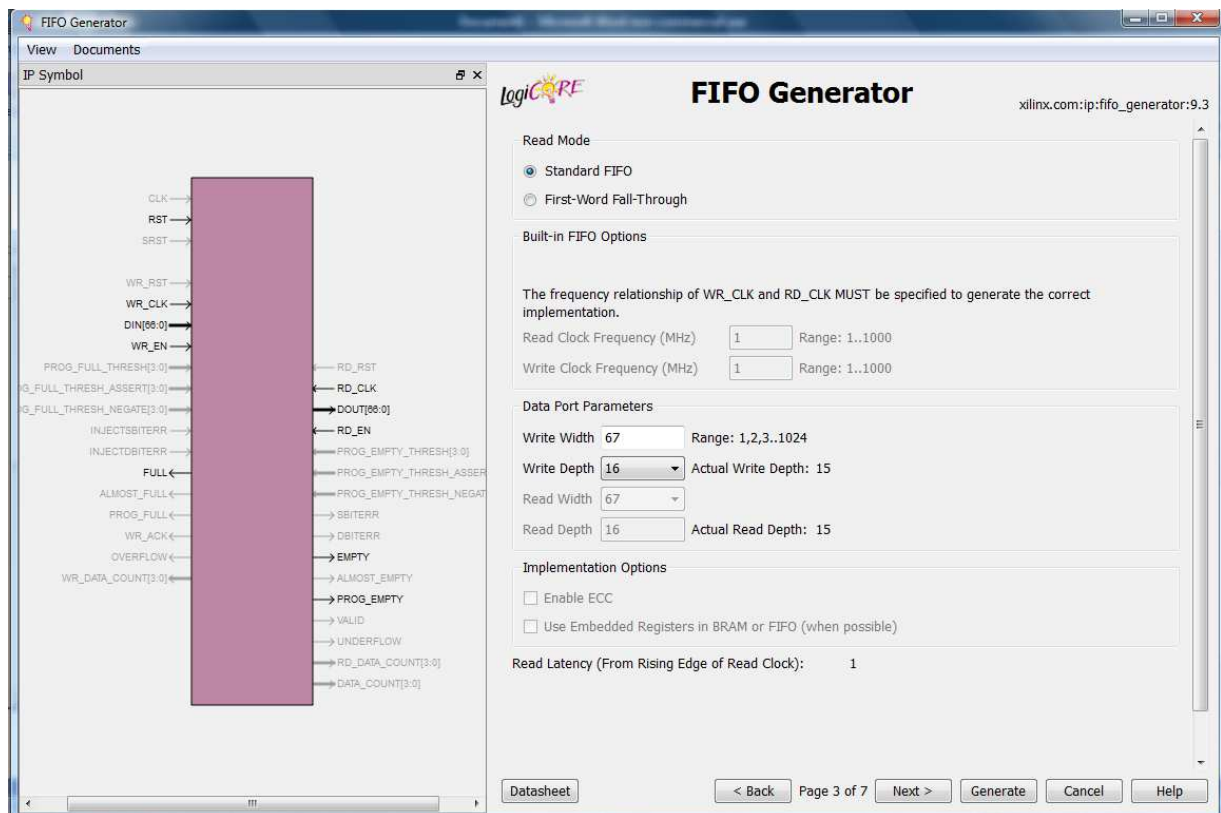 FIFO Generator
View Documents
IP Symbol
CLK
RST
SRST
WR_RST
WR_CLK
DIN[66:0]
WR_EN
PROG_FULL_THRESH[3:0]
RD_RST
G_FULL_THRESH_ASSERT[3:0]
RD_CLK
G_FULL_THRESH_NEGATE[3:0]
DOUT[66:0]
INJECTSBITERR
RD_EN
INJECTDBITERR
PROG_EMPTY_THRESH[3:0]
FULL
PROG_EMPTY_THRESH_ASSER
ALMOST_FULL
PROG_EMPTY_THRESH_NEGAT
PROG_FULL
SBITERR
WR_ACK
DBITERR
OVERFLOW
EMPTY
WR_DATA_COUNT[3:0]
ALMOST_EMPTY
PROG_EMPTY
VALID
UNDERFLOW
RD_DATA_COUNT[3:0]
DATA_COUNT[3:0]
LogiCORE
FIFO Generator
xilinx.com:ip:fifo_generator:9.3
Read Mode
Standard FIFO
First-Word Fall-Through
Built-in FIFO Options
The frequency relationship of WR_CLK and RD_CLK MUST be specified to generate the correct
implementation.
Read Clock Frequency (MHz) 1 Range: 1..1000
Write Clock Frequency (MHz) 1 Range: 1..1000
Data Port Parameters
Write Width 67 Range: 1,2,3..1024
Write Depth 16 Actual Write Depth: 15
Read Width 67
Read Depth 16 Actual Read Depth: 15
Implementation Options
Enable ECC
Use Embedded Registers in BRAM or FIFO (when possible)
Read Latency (From Rising Edge of Read Clock): 1
Datasheet < Back Page 3 of 7 Next > Generate Cancel Help